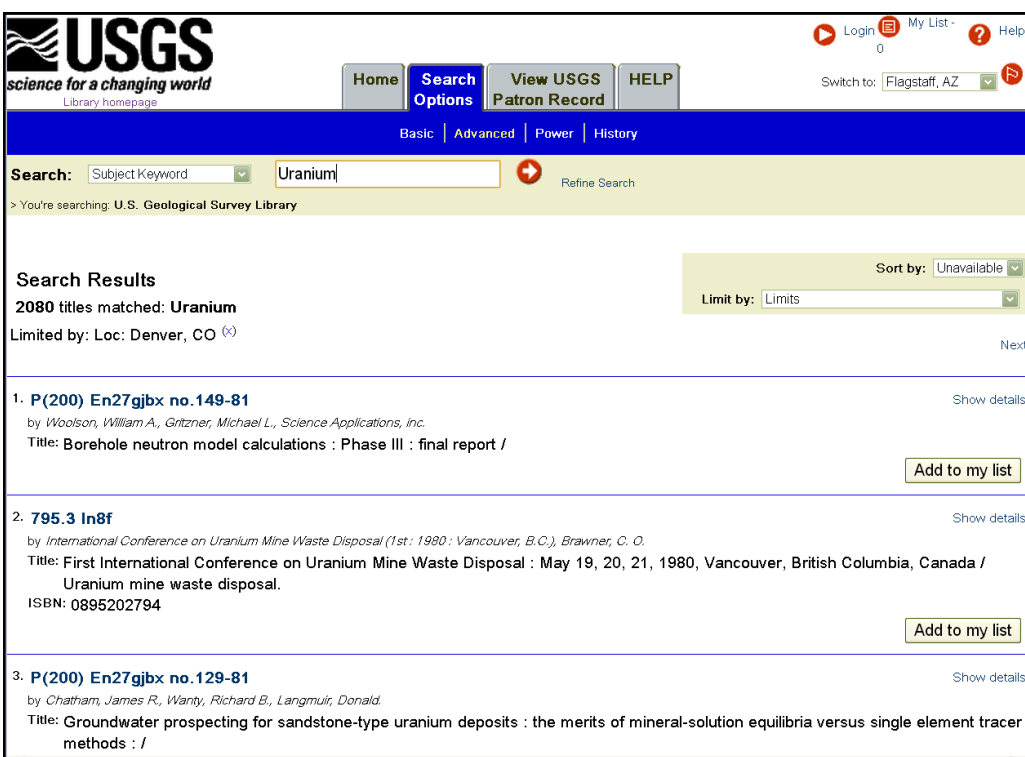 USGS
science for a changing world
Library homepage
Login
My List -
0
Help
Switch to: Flagstaff, AZ
Home
Search Options
View USGS Patron Record
HELP
Basic | Advanced | Power | History
Search: Subject Keyword Uranium Refine Search
> You're searching: U.S. Geological Survey Library
Sort by: Unavailable
Search Results
Limit by: Limits
2080 titles matched: Uranium
Limited by: Loc: Denver, CO (x)
Next
1. P(200) En27gjbx no.149-81 Show details
by Woolson, William A., Gritzner, Michael L., Science Applications, inc.
Title: Borehole neutron model calculations : Phase III : final report /
Add to my list
2. 795.3 In8f Show details
by International Conference on Uranium Mine Waste Disposal (1st : 1980 : Vancouver, B.C.), Brawner, C. O.
Title: First International Conference on Uranium Mine Waste Disposal : May 19, 20, 21, 1980, Vancouver, British Columbia, Canada /
Uranium mine waste disposal.
ISBN: 0895202794
Add to my list
3. P(200) En27gjbx no.129-81 Show details
by Chatham, James R., Wanty, Richard B., Langmuir, Donald.
Title: Groundwater prospecting for sandstone-type uranium deposits : the merits of mineral-solution equilibria versus single element tracer
methods : /